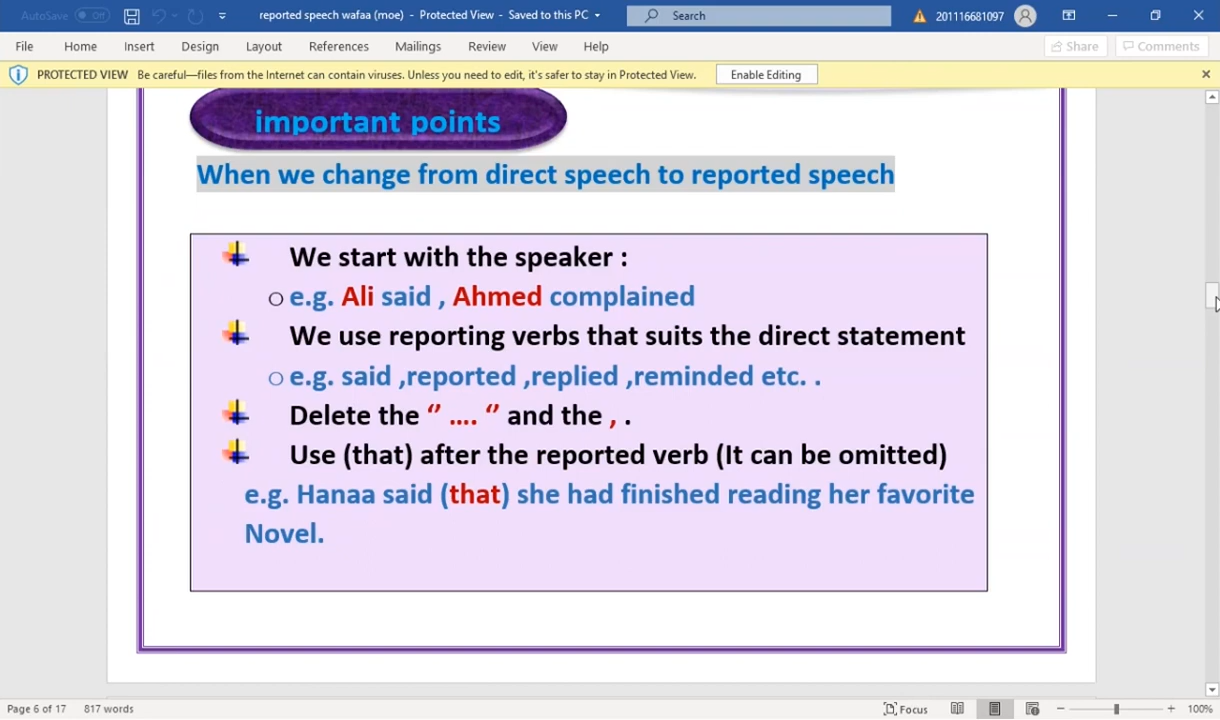 AutoSave Off reported speech wafaa (moe) - Protected View - Saved to this PC Search 201116681097
File Home Insert Design Layout References Mailings Review View Help Share Comments
PROTECTED VIEW Be careful—files from the Internet can contain viruses. Unless you need to edit, it's safer to stay in Protected View. Enable Editing
important points
When we change from direct speech to reported speech
We start with the speaker :
o e.g. Ali said , Ahmed complained
We use reporting verbs that suits the direct statement
o e.g. said ,reported ,replied ,reminded etc. .
Delete the “ …. “ and the , .
Use (that) after the reported verb (It can be omitted)
e.g. Hanaa said (that) she had finished reading her favorite
Novel.
Page 6 of 17 817 words Focus 100%